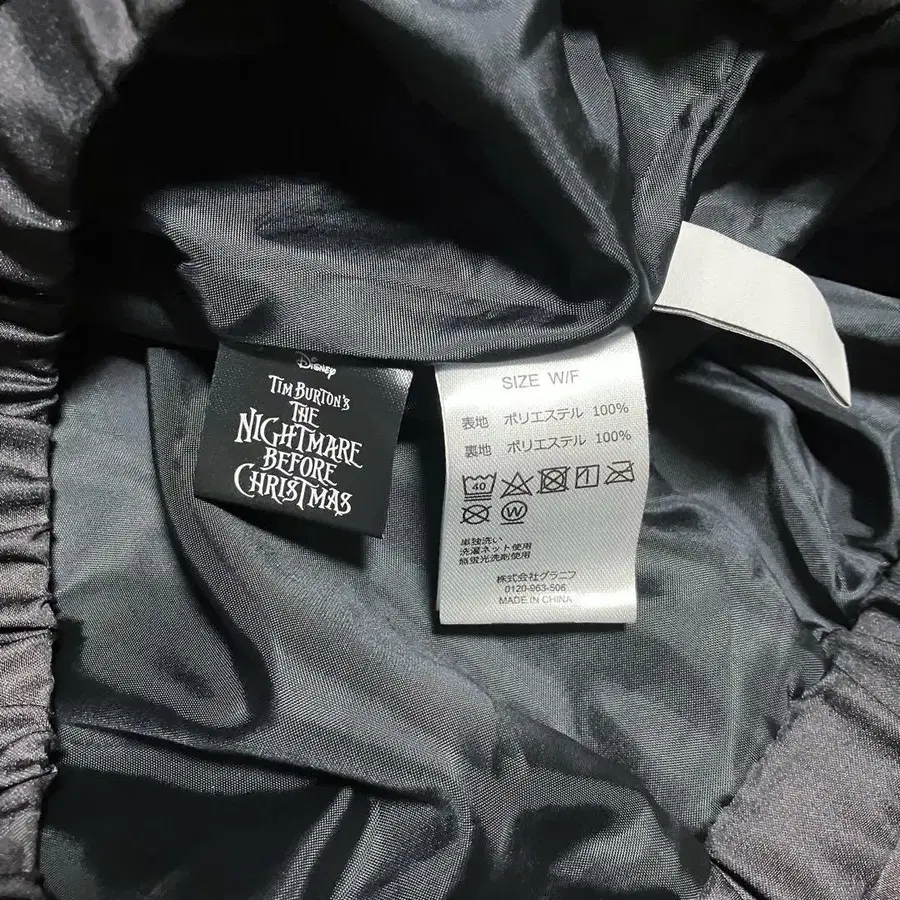 Disney
TIM BURTON'S
THE
NIGHTMARE
BEFORE
CHRISTMAS
SIZE W/F
表地 ポリエステル 100%
裏地 ポリエステル 100%
40
W
単独洗い
洗濯ネット使用
無蛍光洗剤使用
株式会社グラニフ
0120-963-506
MADE IN CHINA